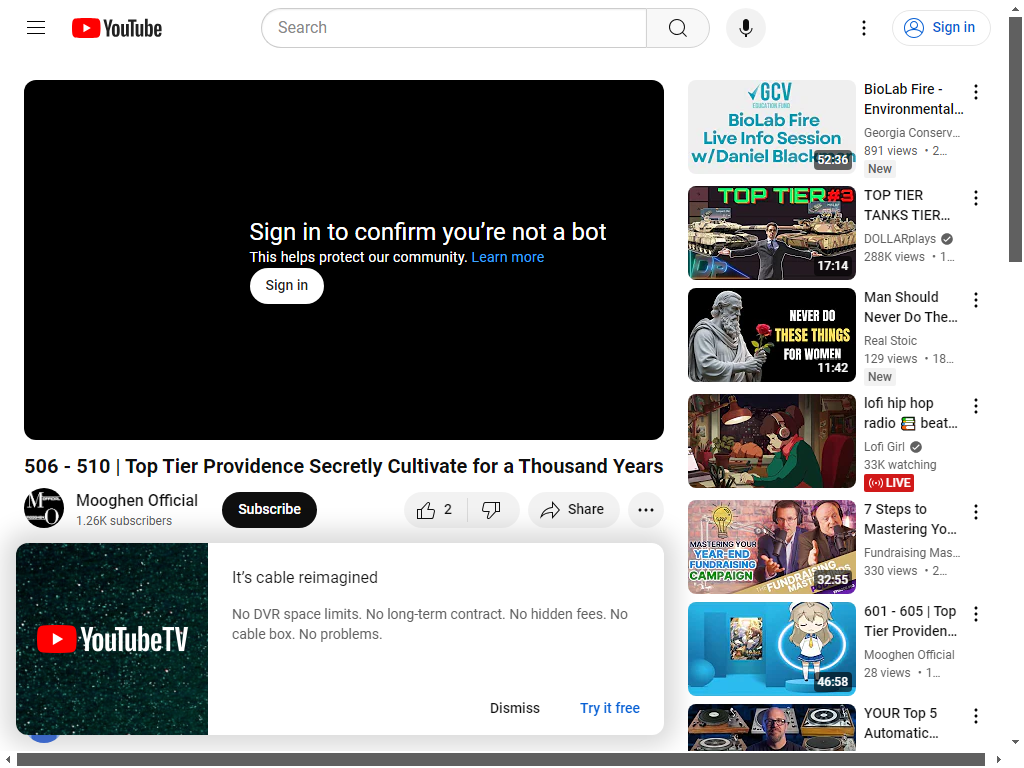 YouTube
Search
Sign in
Sign in to confirm you’re not a bot
This helps protect our community. Learn more
Sign in
506 - 510 | Top Tier Providence Secretly Cultivate for a Thousand Years
Mooghen Official
1.26K subscribers
Subscribe
2
Share
YouTubeTV
It’s cable reimagined
No DVR space limits. No long-term contract. No hidden fees. No
cable box. No problems.
Dismiss
Try it free
GCV
EDUCATION FUND
BioLab Fire
Live Info Session
w/Daniel Black
52:36
BioLab Fire -
Environmental...
Georgia Conserv...
891 views • 2...
New
TOP TIER#3
17:14
TOP TIER
TANKS TIER...
DOLLARplays
288K views • 1...
NEVER DO
THESE THINGS
FOR WOMEN
11:42
Man Should
Never Do The...
Real Stoic
129 views • 18...
New
lofi hip hop
radio 📚 beat...
Lofi Girl
33K watching
LIVE
MASTERING YOUR
YEAR-END
FUNDRAISING
CAMPAIGN
32:55
7 Steps to
Mastering Yo...
Fundraising Mas...
330 views • 2...
46:58
601 - 605 | Top
Tier Providen...
Mooghen Official
28 views • 1...
YOUR Top 5
Automatic...